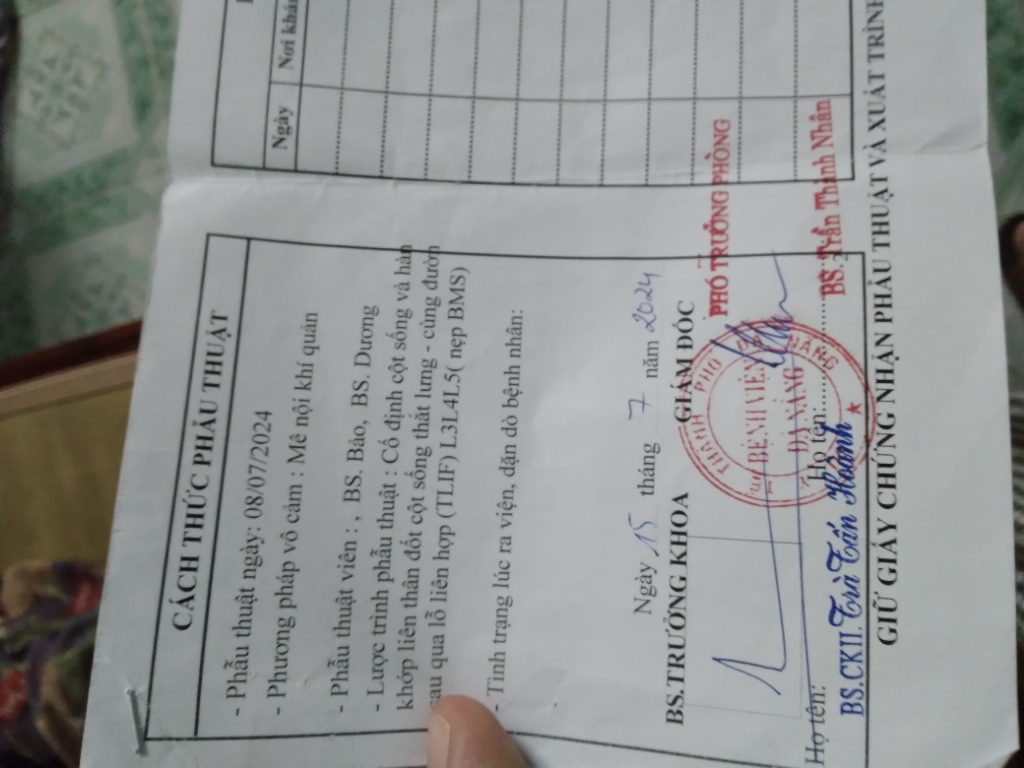 CÁCH THỨC PHẪU THUẬT
- Phẫu thuật ngày: 08/07/2024
- Phương pháp vô cảm : Mê nội khí quản
- Phẫu thuật viên : , BS. Bảo, BS. Dương
- Lược trình phẫu thuật : Cố định cột sống và hàn
khớp liên thân đốt cột sống thắt lưng - cùng đường
sau qua lỗ liên hợp (TLIF) L3L4L5( nẹp BMS)
- Tình trạng lúc ra viện, dặn dò bệnh nhân:
Ngày 15 tháng 7 năm 2024
BS.TRƯỞNG KHOA GIÁM ĐỐC
PHÓ TRƯỞNG PHÒNG
THÀNH PHỐ ĐÀ NẴNG
BỆNH VIỆN
ĐÀ NẴNG
Họ tên: Họ tên:
BS.CKII. Trà Tấn Hoành
BS. Trần Thành Nhân
2
GIỮ GIẤY CHỨNG NHẬN PHẪU THUẬT VÀ XUẤT TRÌNH
Ngày Nơi khá